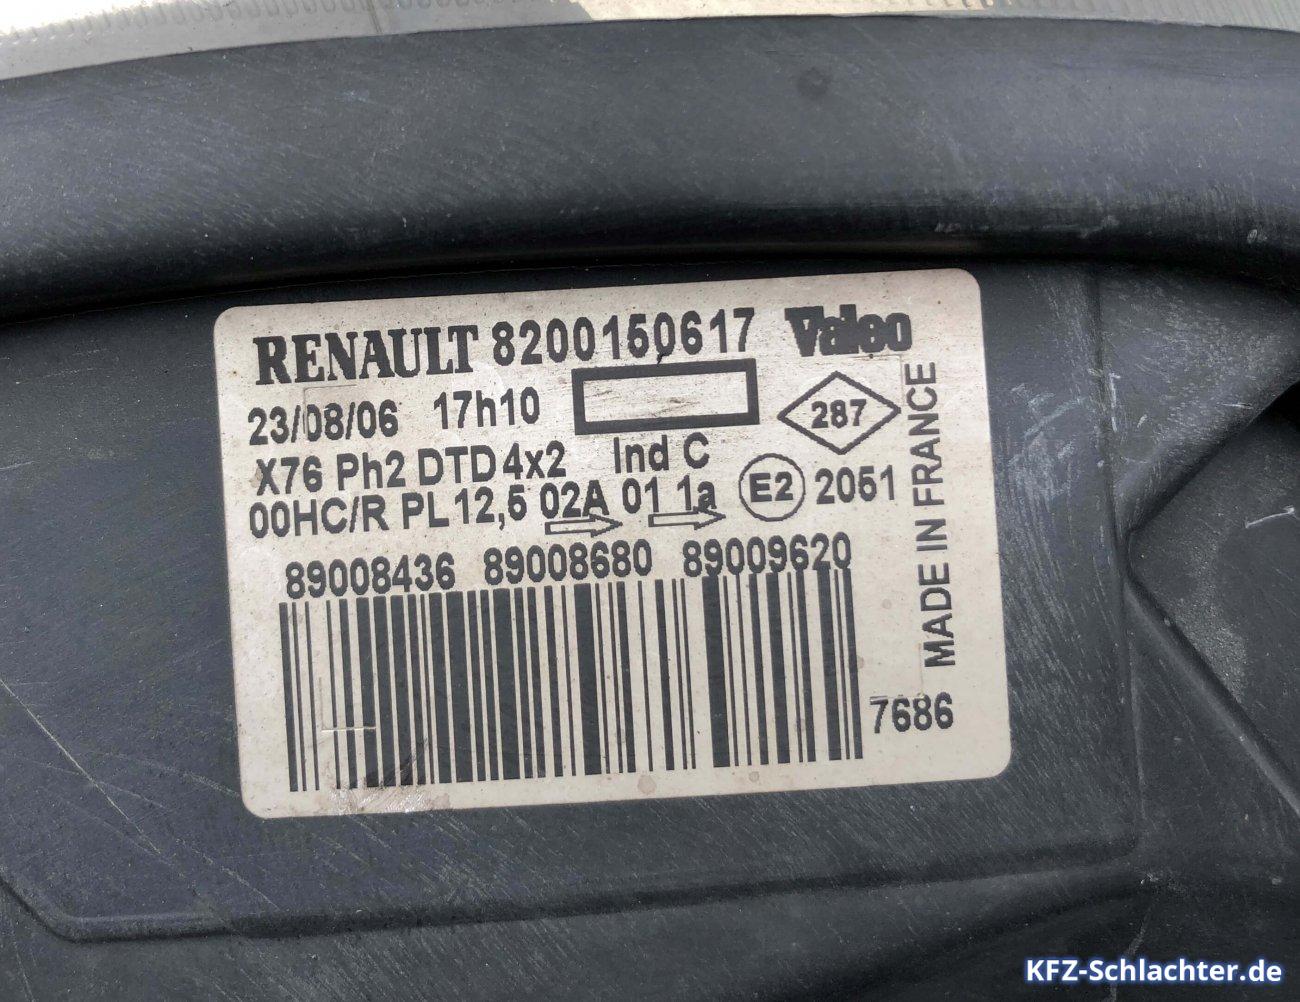 RENAULT 8200150617 Valeo
23/08/06 17h10
287
X76 Ph2 DTD 4x2 Ind C
00HC/R PL 12,5 02A 01 1a E2 2051
89008436 89008680 89009620
7686
MADE IN FRANCE
KFZ-Schlachter.de